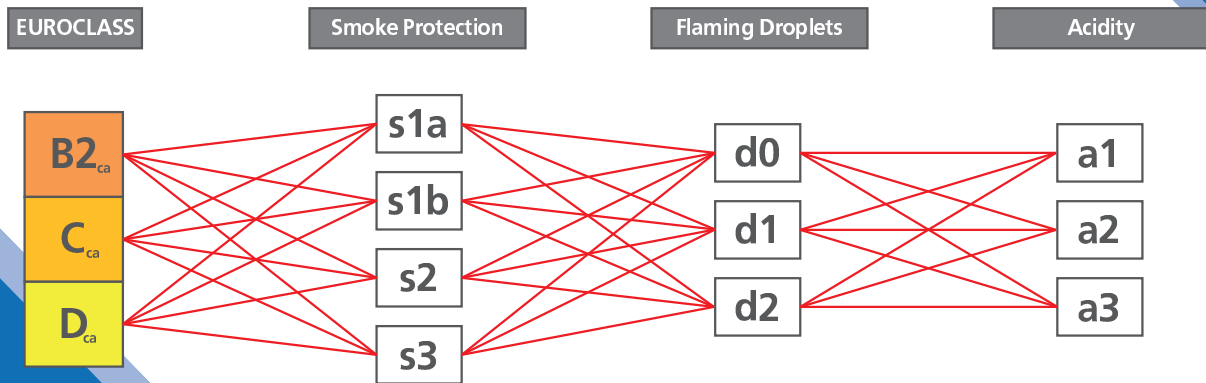 EUROCLASS
Smoke Protection
Flaming Droplets
Acidity
B2ca
Cca
Dca
s1a
s1b
s2
s3
d0
d1
d2
a1
a2
a3